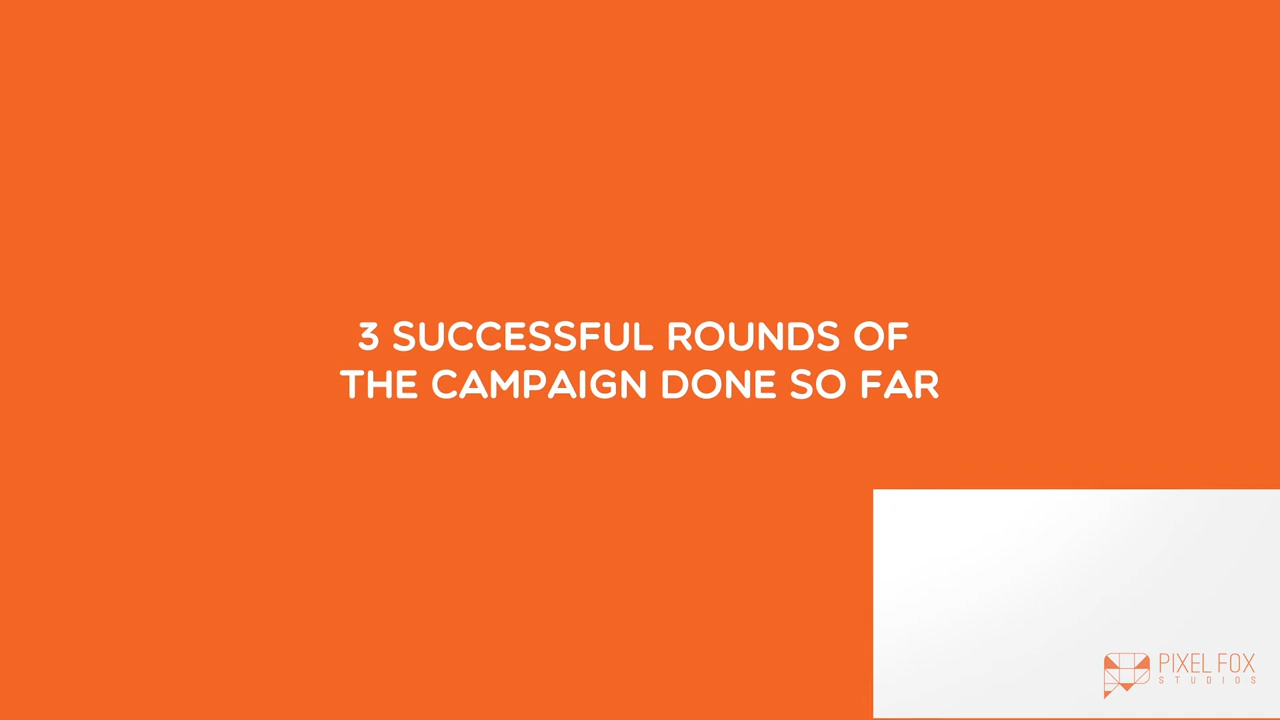 3 SUCCESSFUL ROUNDS OF
THE CAMPAIGN DONE SO FAR
PIXEL FOX
STUDIOS